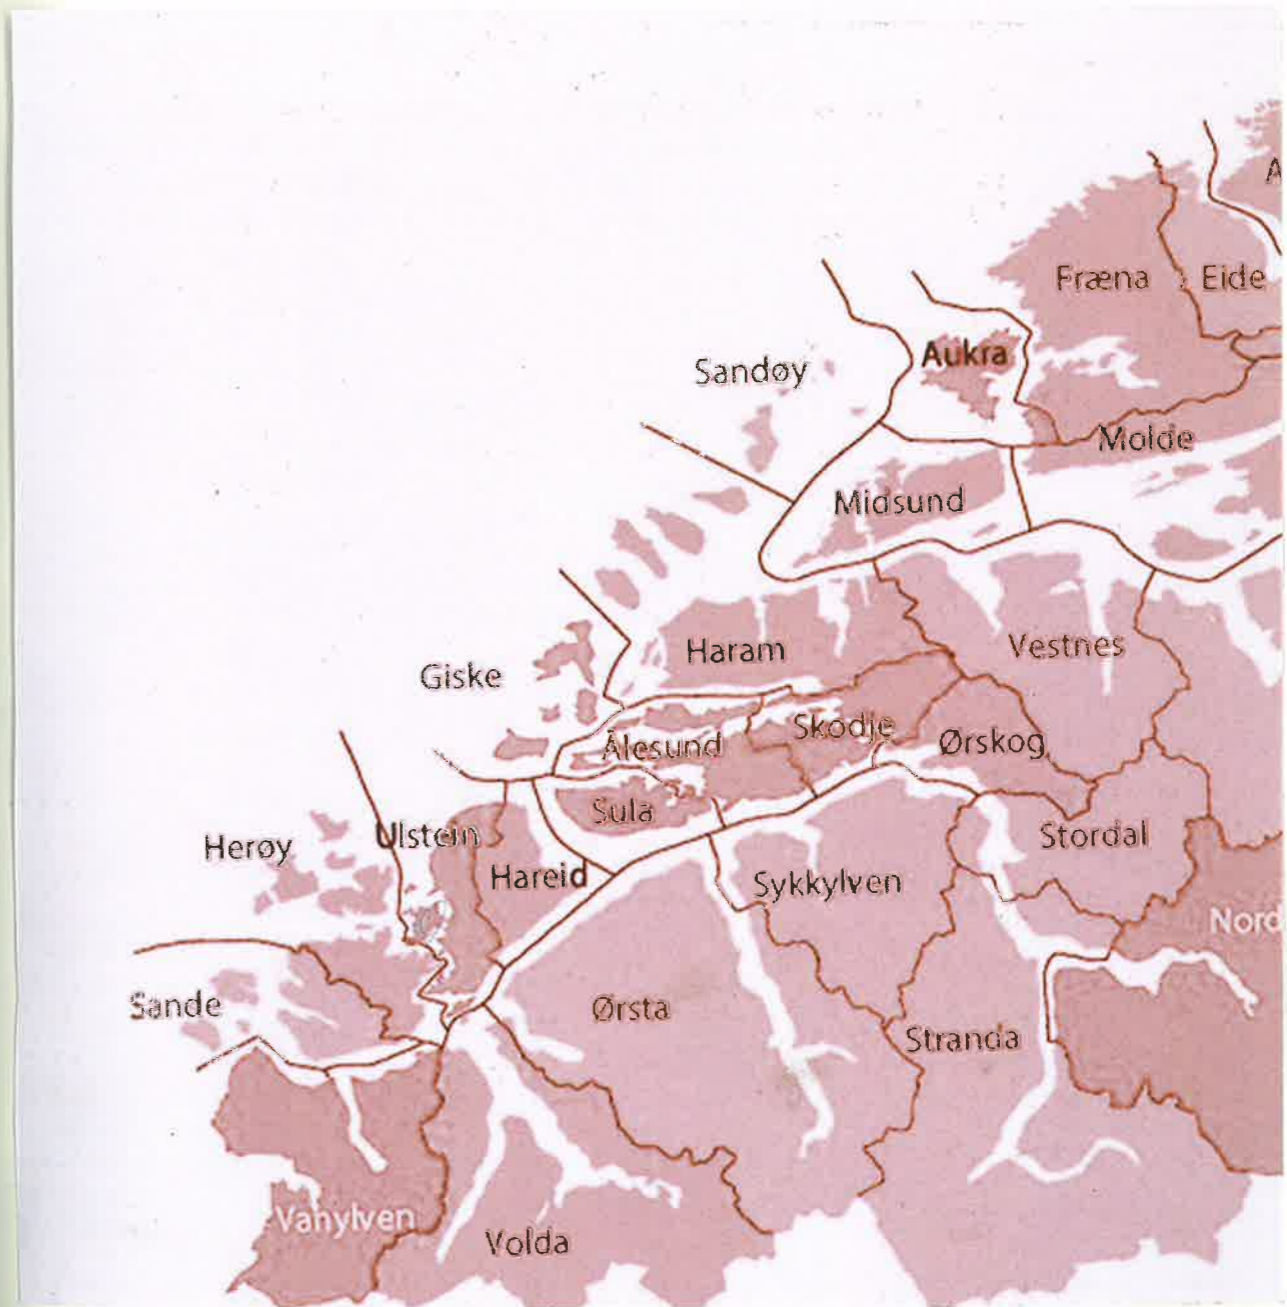 A
Fræna
Eide
Aukra
Sandøy
Molde
Midsund
Vestnes
Haram
Giske
Skodje
Ålesund
Ørskog
Sula
Stordal
Ulstein
Herøy
Hareid
Sykkylven
Nord
Sande
Ørsta
Stranda
Vanylven
Volda